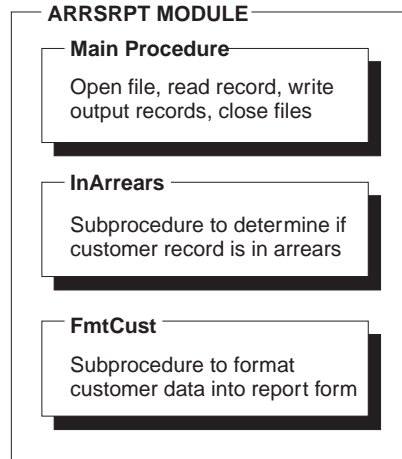 ARRSRPT MODULE
Main Procedure
Open file, read record, write
output records, close files
InArrears
Subprocedure to determine if
customer record is in arrears
FmtCust
Subprocedure to format
customer data into report form